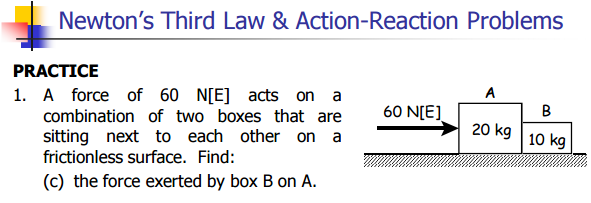 Newton's Third Law & Action-Reaction Problems
PRACTICE
1. A force of 60 N[E] acts on a
combination of two boxes that are
sitting next to each other on a
frictionless surface. Find:
(c) the force exerted by box B on A.
60 N[E]
A
20 kg
B
10 kg